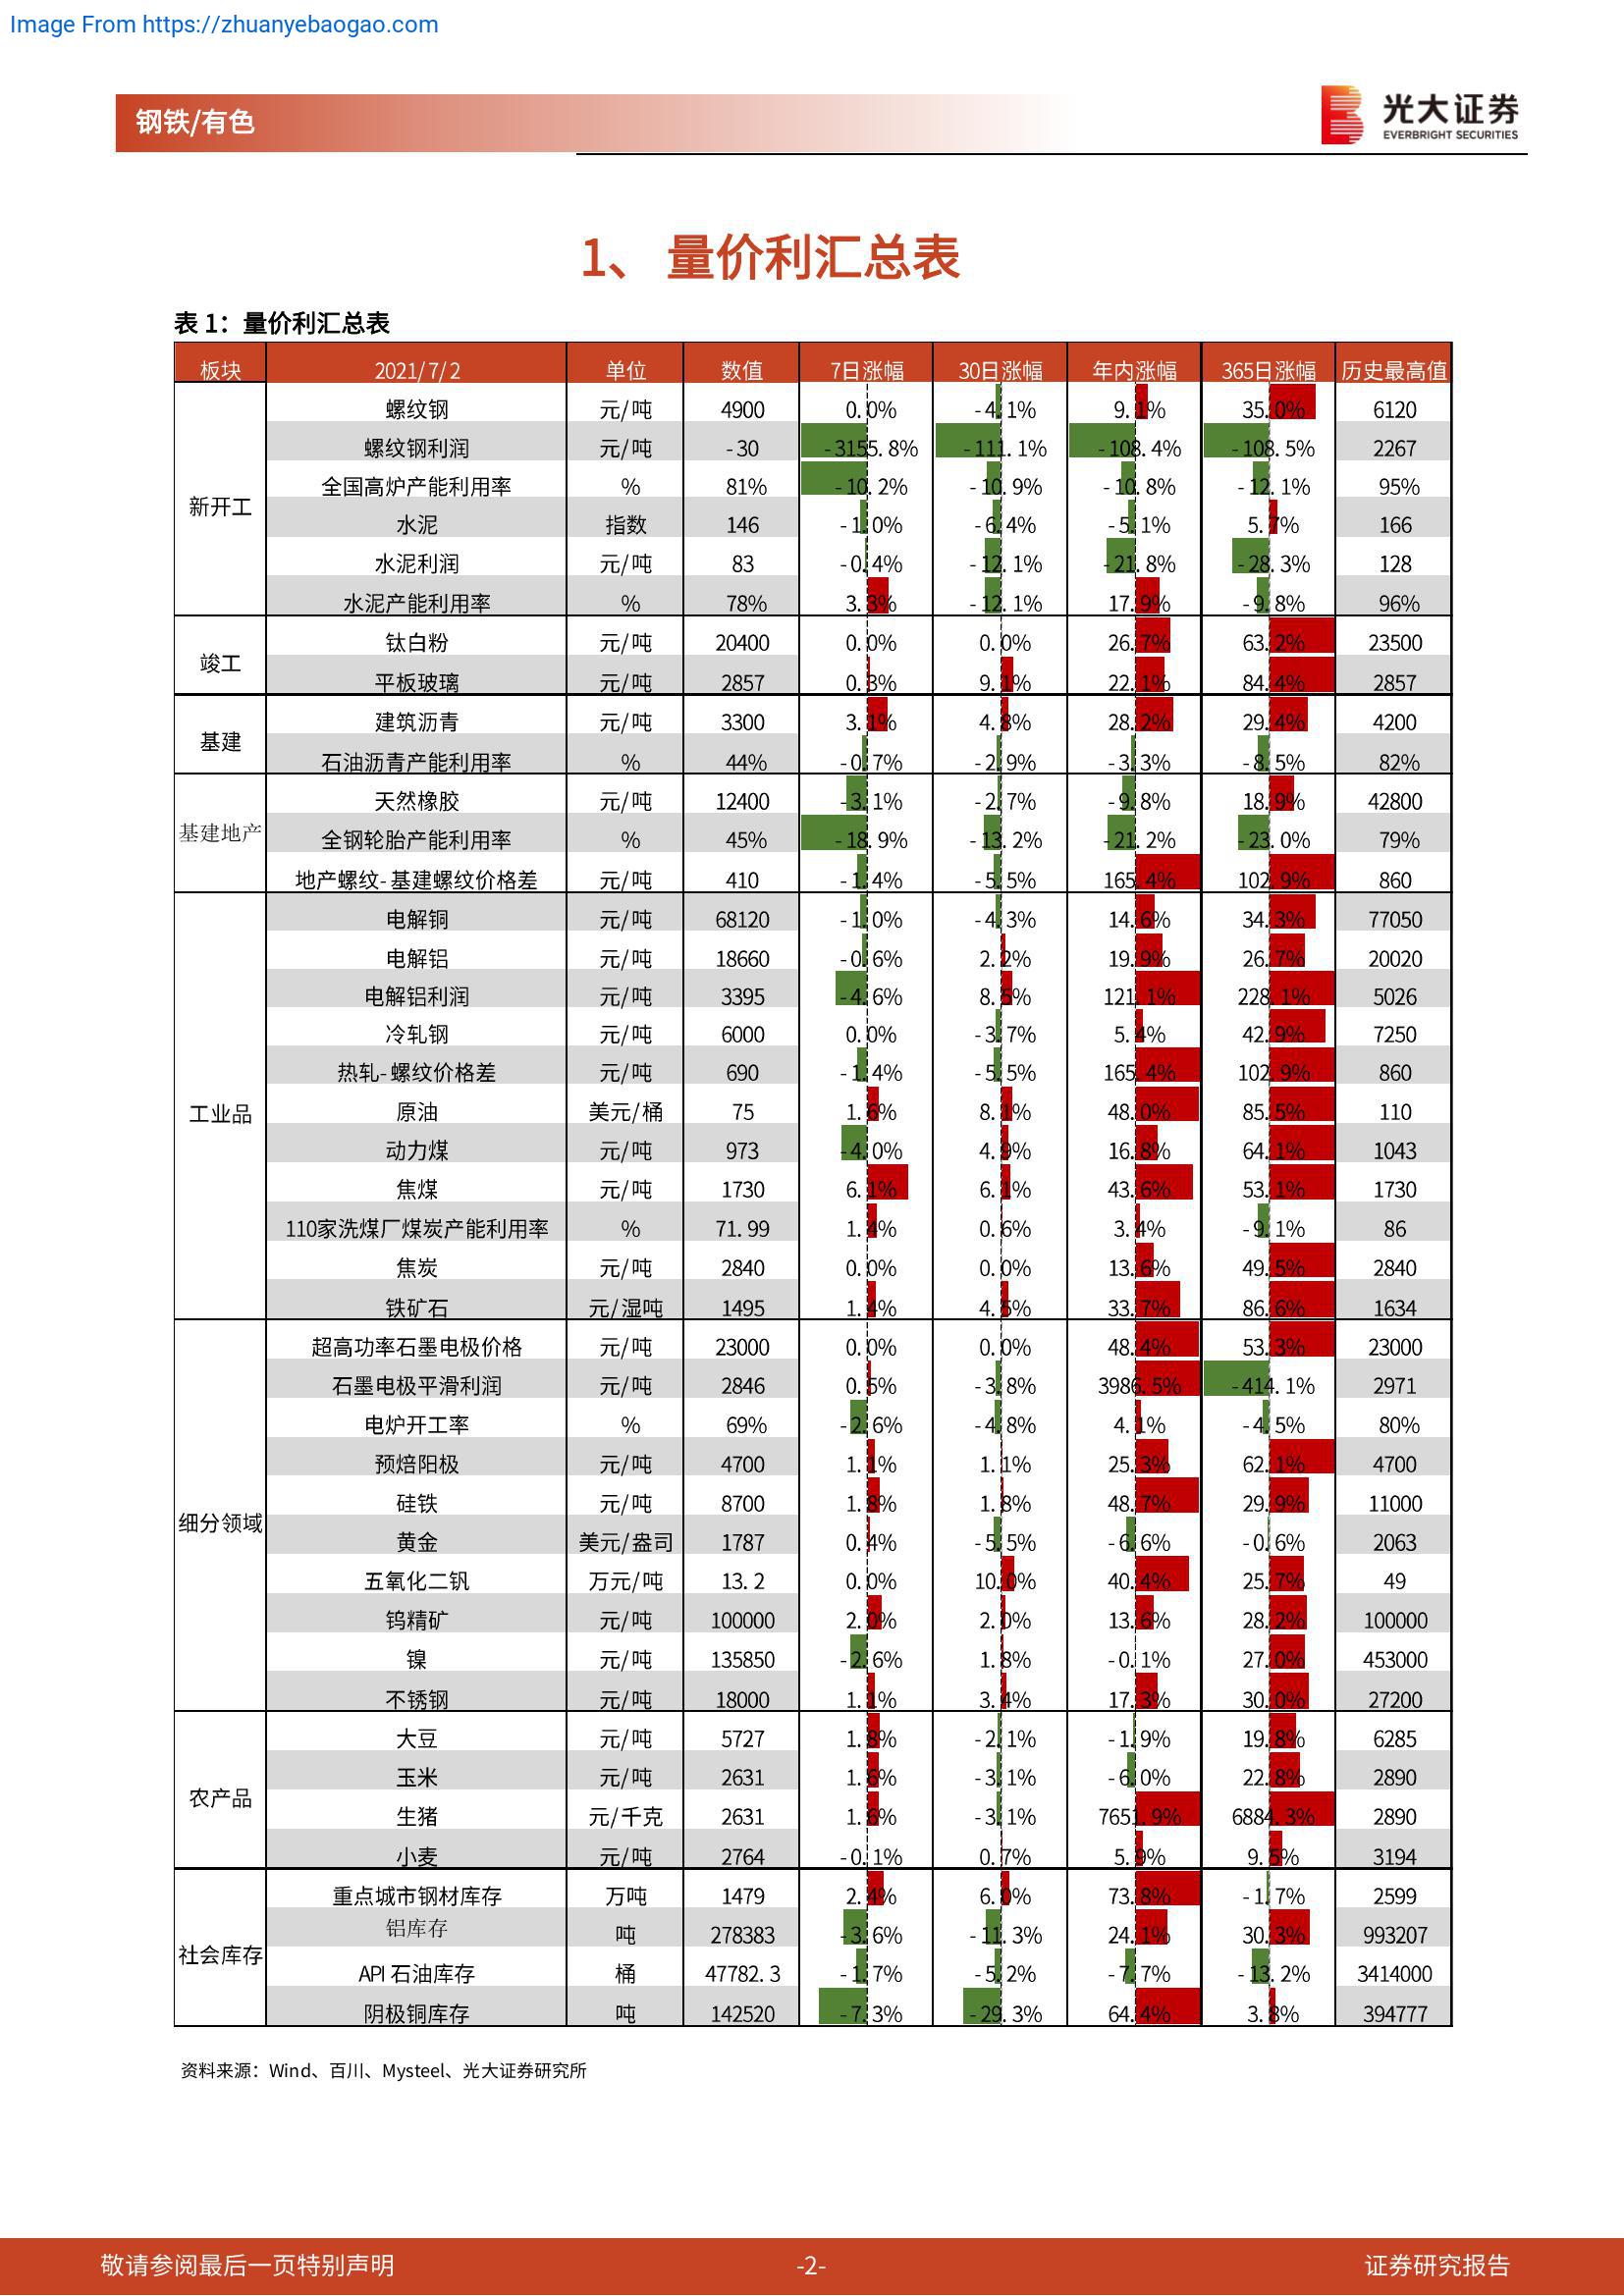 Image From https://zhuanyebaogao.com
钢铁/有色
光大证券
EVERBRIGHT SECURITIES
1、 量价利汇总表
表 1：量价利汇总表
板块 2021/7/2 单位 数值 7日涨幅 30日涨幅 年内涨幅 365日涨幅 历史最高值
新开工
螺纹钢 元/吨 4900 0.0% -4.1% 9.1% 35.0% 6120
螺纹钢利润 元/吨 -30 -3155.8% -111.1% -108.4% -108.5% 2267
全国高炉产能利用率 % 81% -10.2% -10.9% -10.8% -12.1% 95%
水泥 指数 146 -1.0% -6.4% -5.1% 5.7% 166
水泥利润 元/吨 83 -0.4% -12.1% -21.8% -28.3% 128
水泥产能利用率 % 78% 3.3% -12.1% 17.9% -9.8% 96%
竣工
钛白粉 元/吨 20400 0.0% 0.0% 26.7% 63.2% 23500
平板玻璃 元/吨 2857 0.3% 9.1% 22.1% 84.4% 2857
基建
建筑沥青 元/吨 3300 3.1% 4.8% 28.2% 29.4% 4200
石油沥青产能利用率 % 44% -0.7% -2.9% -3.3% -8.5% 82%
基建地产
天然橡胶 元/吨 12400 -3.1% -2.7% -9.8% 18.9% 42800
全钢轮胎产能利用率 % 45% -18.9% -13.2% -21.2% -23.0% 79%
地产螺纹-基建螺纹价格差 元/吨 410 -1.4% -5.5% 165.4% 102.9% 860
工业品
电解铜 元/吨 68120 -1.0% -4.3% 14.6% 34.3% 77050
电解铝 元/吨 18660 -0.6% 2.2% 19.9% 26.7% 20020
电解铝利润 元/吨 3395 -4.6% 8.5% 121.1% 228.1% 5026
冷轧钢 元/吨 6000 0.0% -3.7% 5.4% 42.9% 7250
热轧-螺纹价格差 元/吨 690 -1.4% -5.5% 165.4% 102.9% 860
原油 美元/桶 75 1.6% 8.1% 48.0% 85.5% 110
动力煤 元/吨 973 -4.0% 4.9% 16.8% 64.1% 1043
焦煤 元/吨 1730 6.1% 6.1% 43.6% 53.1% 1730
110家洗煤厂煤炭产能利用率 % 71.99 1.4% 0.6% 3.4% -9.1% 86
焦炭 元/吨 2840 0.0% 0.0% 13.6% 49.5% 2840
铁矿石 元/湿吨 1495 1.4% 4.5% 33.7% 86.6% 1634
细分领域
超高功率石墨电极价格 元/吨 23000 0.0% 0.0% 48.4% 53.3% 23000
石墨电极平滑利润 元/吨 2846 0.5% -3.8% 3986.5% -414.1% 2971
电炉开工率 % 69% -2.6% -4.8% 4.1% -4.5% 80%
预焙阳极 元/吨 4700 1.1% 1.1% 25.3% 62.1% 4700
硅铁 元/吨 8700 1.8% 1.8% 48.7% 29.9% 11000
黄金 美元/盎司 1787 0.4% -5.5% -6.6% -0.6% 2063
五氧化二钒 万元/吨 13.2 0.0% 10.0% 40.4% 25.7% 49
钨精矿 元/吨 100000 2.0% 2.0% 13.6% 28.2% 100000
镍 元/吨 135850 -2.6% 1.8% -0.1% 27.0% 453000
不锈钢 元/吨 18000 1.1% 3.4% 17.3% 30.0% 27200
农产品
大豆 元/吨 5727 1.8% -2.1% -1.9% 19.8% 6285
玉米 元/吨 2631 1.6% -3.1% -6.0% 22.8% 2890
生猪 元/千克 2631 1.6% -3.1% 7651.9% 6884.3% 2890
小麦 元/吨 2764 -0.1% 0.7% 5.9% 9.5% 3194
社会库存
重点城市钢材库存 万吨 1479 2.4% 6.0% 73.8% -1.7% 2599
铝库存 吨 278383 -3.6% -11.3% 24.1% 30.3% 993207
API石油库存 桶 47782.3 -1.7% -5.2% -7.7% -13.2% 3414000
阴极铜库存 吨 142520 -7.3% -29.3% 64.4% 3.8% 394777
资料来源：Wind、百川、Mysteel、光大证券研究所
敬请参阅最后一页特别声明 -2- 证券研究报告